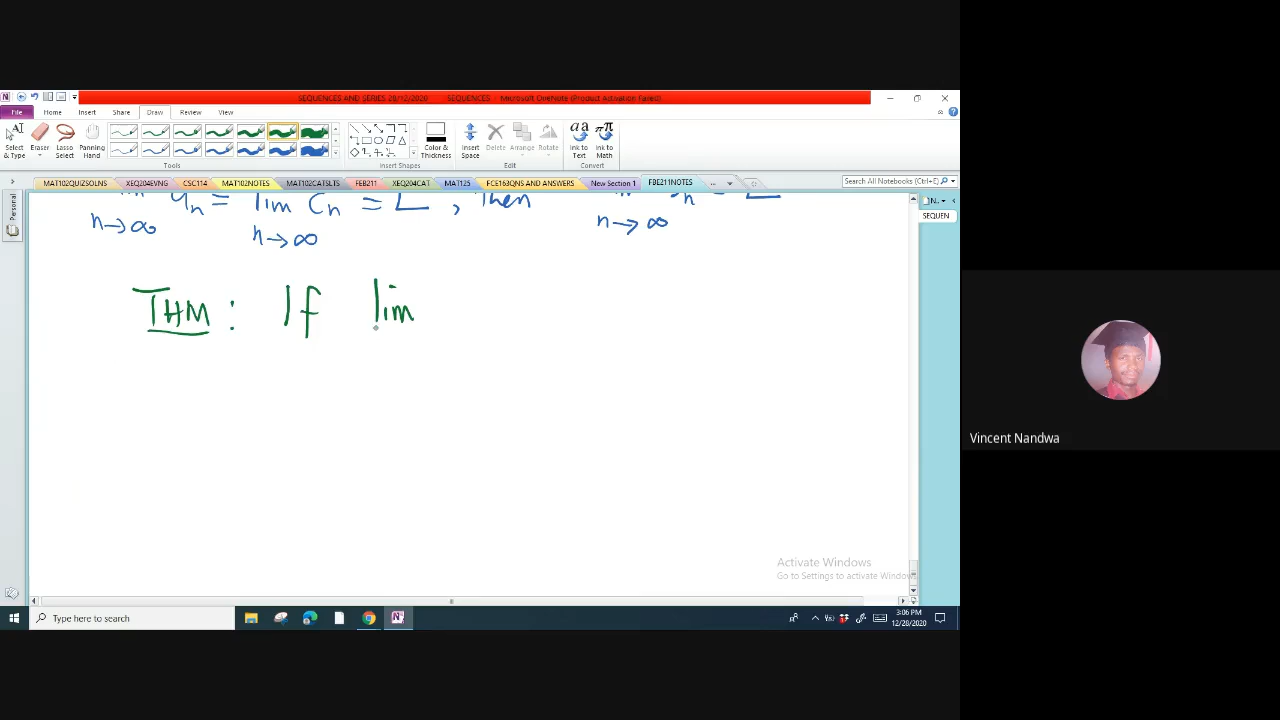 SEQUENCES AND SERIES 28/12/2020 SEQUENCES - Microsoft OneNote (Product Activation Failed)
File Home Insert Share Draw Review View
Select & Type Eraser Lasso Select Panning Hand Color & Thickness Insert Space Delete Arrange Rotate Ink to Text Ink to Math
Tools Insert Shapes Edit Convert
MAT102QUIZSOLNS XEQ204EVNG CSC114 MAT102NOTES MAT102CATSLTS FEB211 XEQ204CAT MAT125 FCE163QNS AND ANSWERS New Section 1 FBE211NOTES Search All Notebooks (Ctrl+E)
Personal
SEQUEN
lim Cn = L, Then
n→∞ n→∞ n→∞
THM: If lim
Vincent Nandwa
Activate Windows
Go to Settings to activate Windows
Type here to search
3:06 PM
12/28/2020